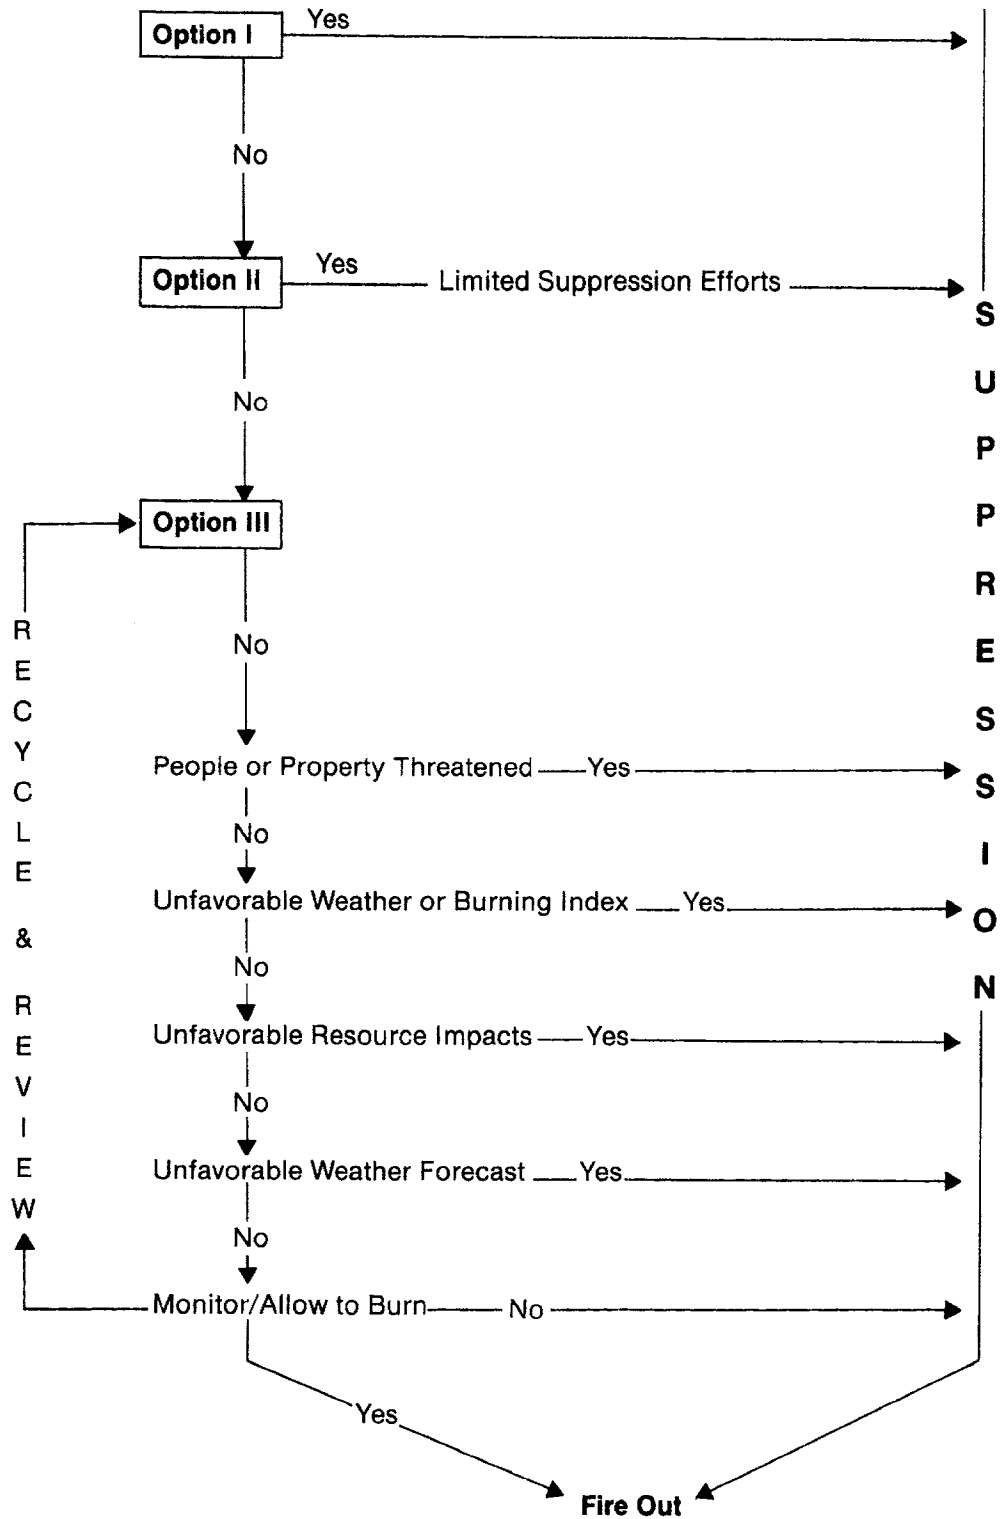 Option I
Yes
No
Option II
Yes
Limited Suppression Efforts
No
Option III
No
People or Property Threatened
Yes
No
Unfavorable Weather or Burning Index
Yes
No
Unfavorable Resource Impacts
Yes
No
Unfavorable Weather Forecast
Yes
No
Monitor/Allow to Burn
No
Yes
Fire Out
RECYCLE & REVIEW
SUPPRESSION